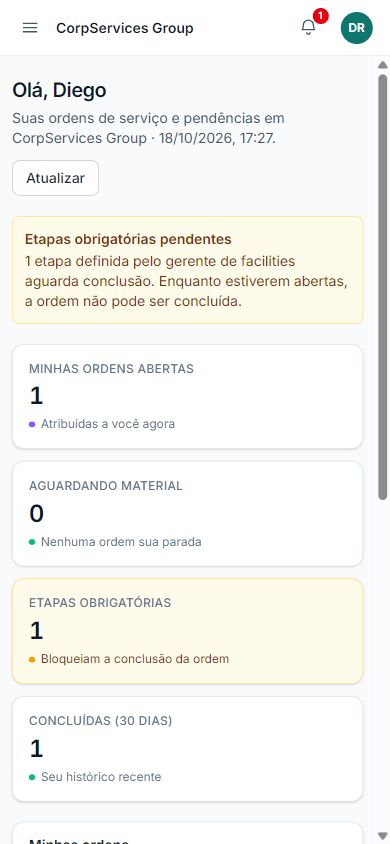 CorpServices Group
1
DR
Olá, Diego
Suas ordens de serviço e pendências em
CorpServices Group · 18/10/2026, 17:27.
Atualizar
Etapas obrigatórias pendentes
1 etapa definida pelo gerente de facilities
aguarda conclusão. Enquanto estiverem abertas,
a ordem não pode ser concluída.
MINHAS ORDENS ABERTAS
1
Atribuídas a você agora
AGUARDANDO MATERIAL
0
Nenhuma ordem sua parada
ETAPAS OBRIGATÓRIAS
1
Bloqueiam a conclusão da ordem
CONCLUÍDAS (30 DIAS)
1
Seu histórico recente
Minhas ordens